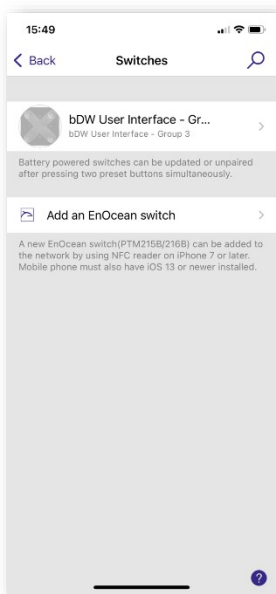 15:49
Back Switches
bDW User Interface - Gr...
bDW User Interface - Group 3
Battery powered switches can be updated or unpaired
after pressing two preset buttons simultaneously.
Add an EnOcean switch
A new EnOcean switch(PTM215B/216B) can be added
to the network by using NFC reader on iPhone 7 or later.
Mobile phone must also have iOS 13 or newer installed.
?